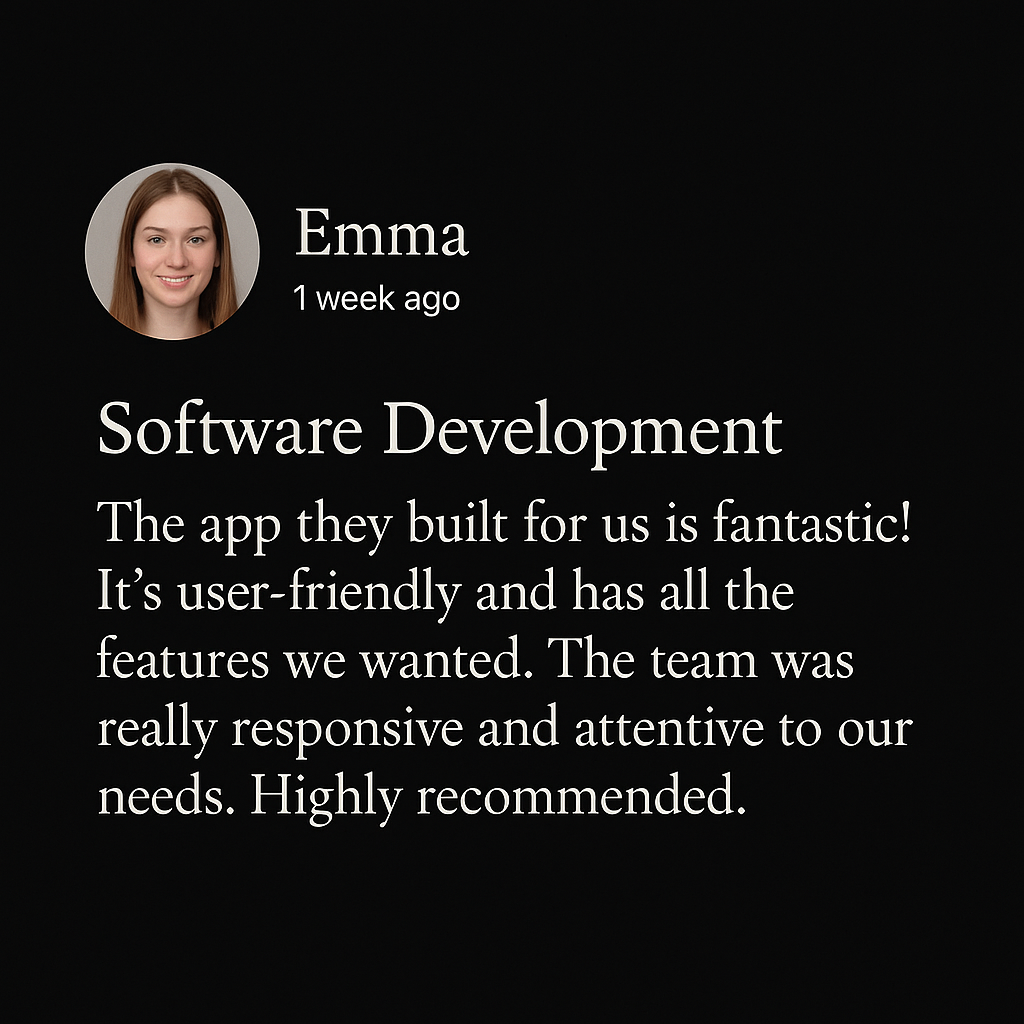 Emma
1 week ago
Software Development
The app they built for us is fantastic!
It’s user-friendly and has all the
features we wanted. The team was
really responsive and attentive to our
needs. Highly recommended.